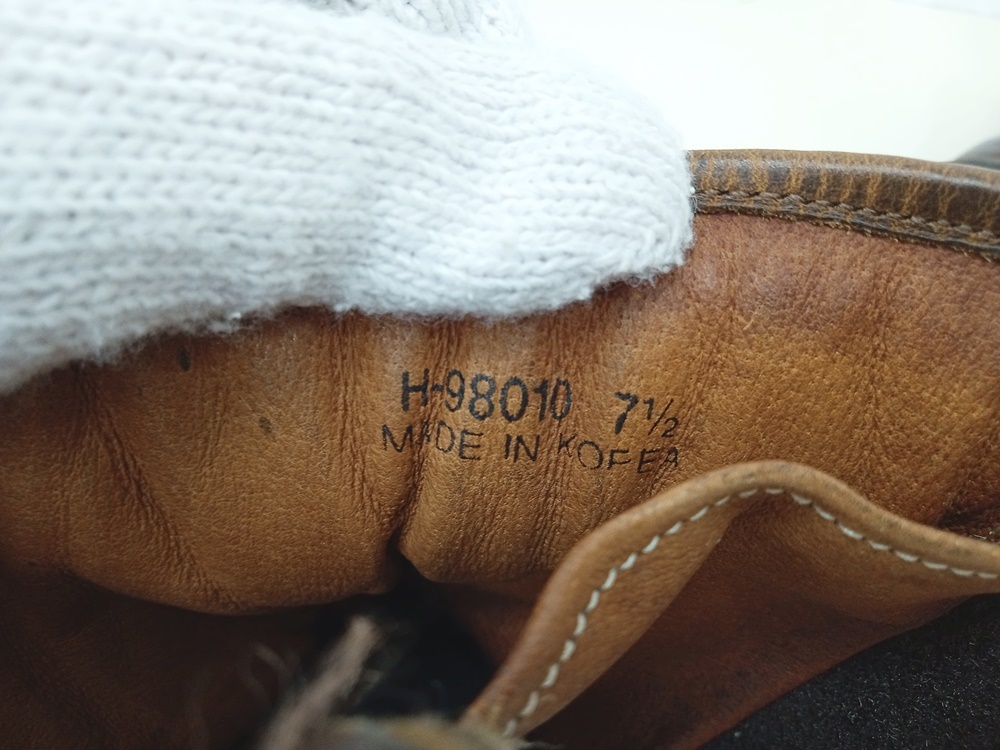 H-98010 7½
MADE IN KOREA